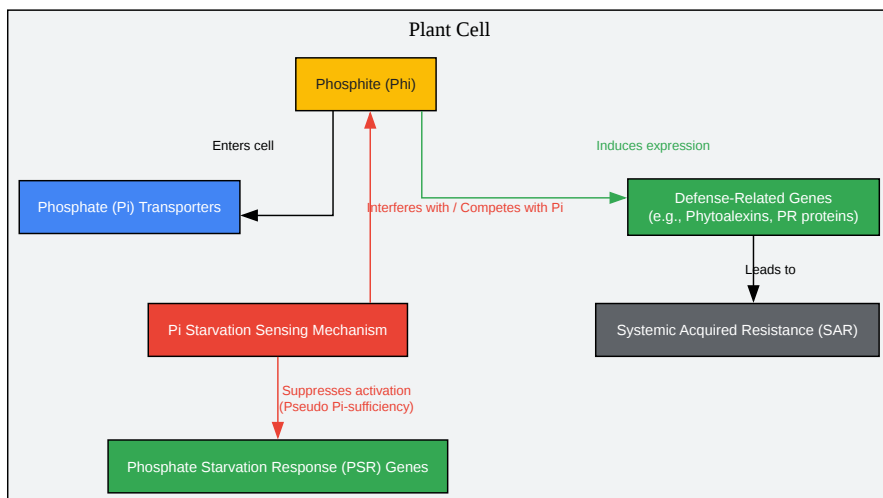 Plant Cell
Phosphite (Phi)
Enters cell
Induces expression
Phosphate (Pi) Transporters
Interferes with / Competes with Pi
Defense-Related Genes
(e.g., Phytoalexins, PR proteins)
Leads to
Pi Starvation Sensing Mechanism
Systemic Acquired Resistance (SAR)
Suppresses activation
(Pseudo Pi-sufficiency)
Phosphate Starvation Response (PSR) Genes